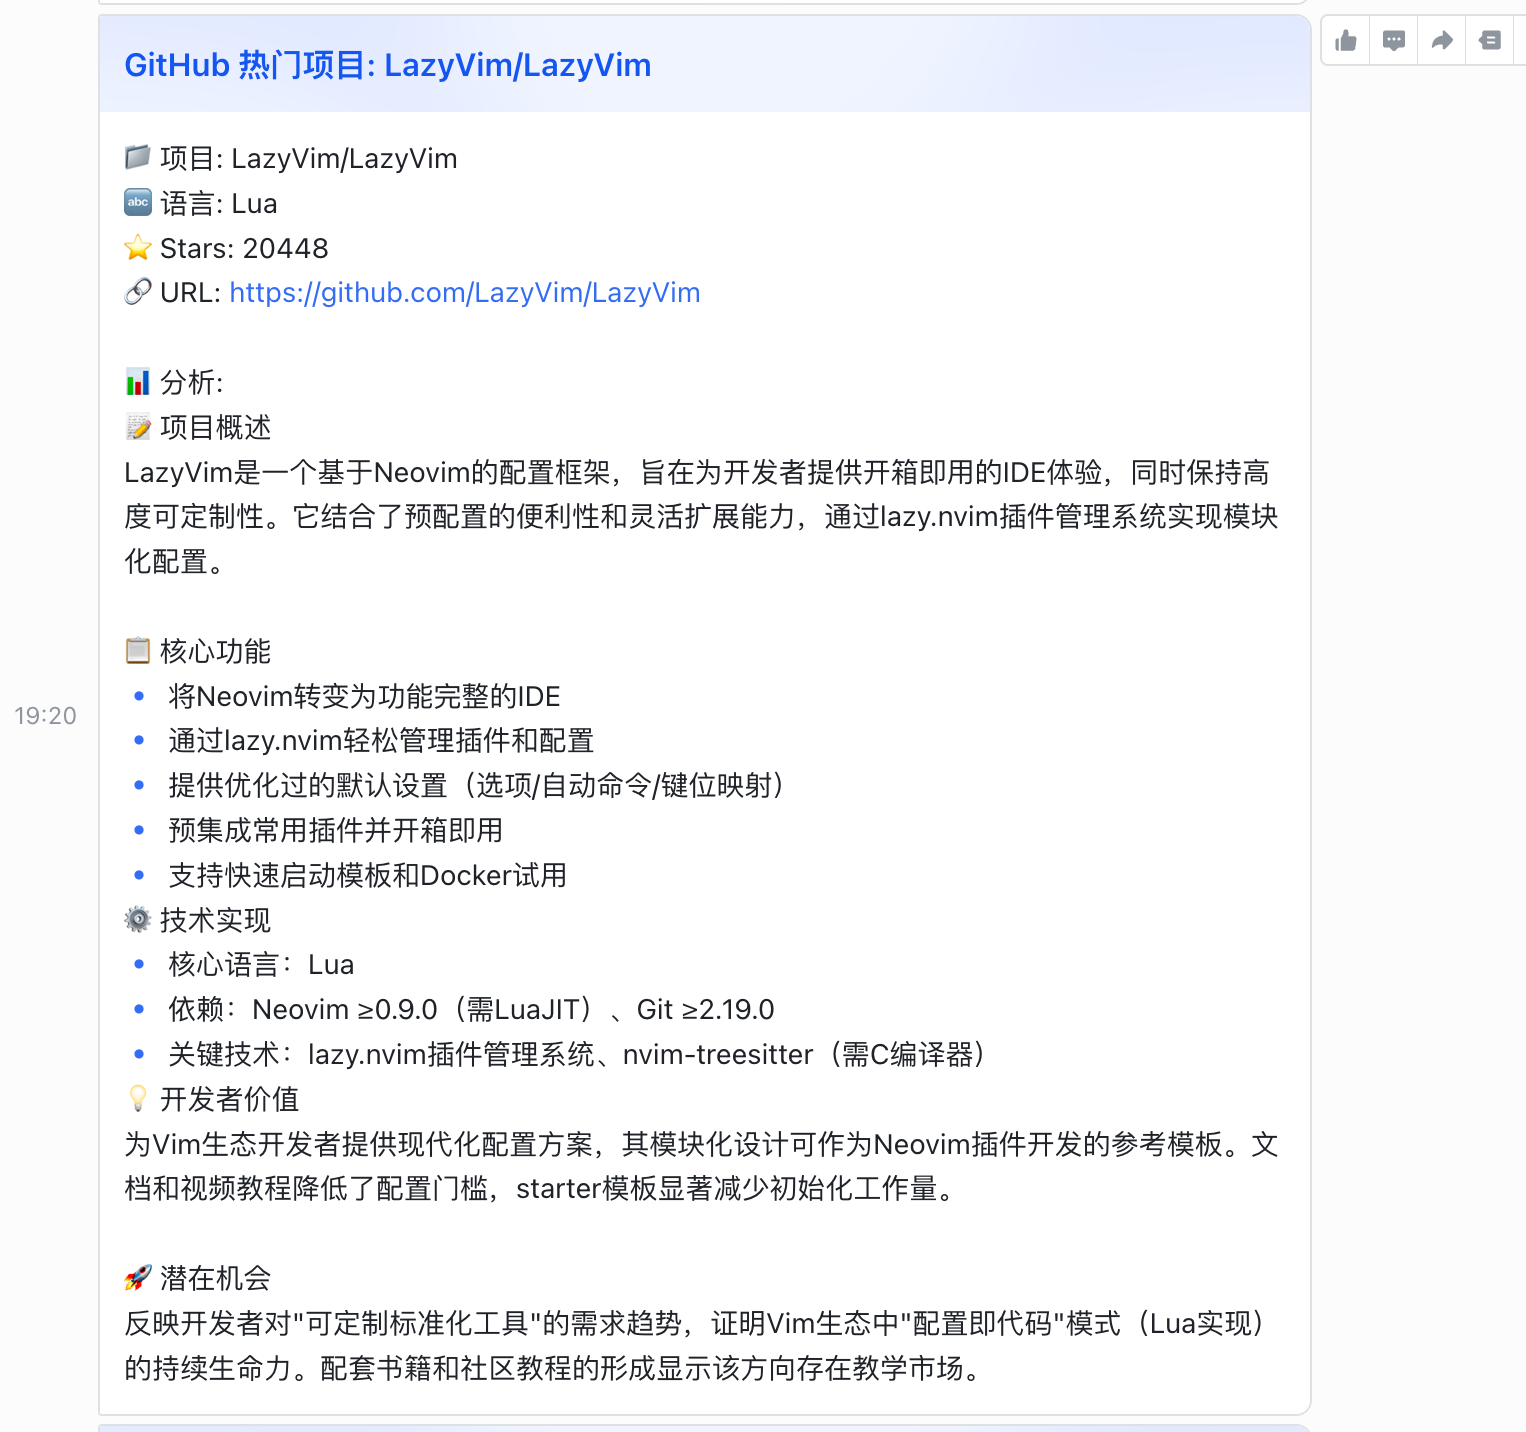 GitHub 热门项目: LazyVim/LazyVim
项目: LazyVim/LazyVim
abc 语言: Lua
Stars: 20448
URL: https://github.com/LazyVim/LazyVim
分析:
项目概述
LazyVim是一个基于Neovim的配置框架，旨在为开发者提供开箱即用的IDE体验，同时保持高
度可定制性。它结合了预配置的便利性和灵活扩展能力，通过lazy.nvim插件管理系统实现模块
化配置。
核心功能
• 将Neovim转变为功能完整的IDE
• 通过lazy.nvim轻松管理插件和配置
• 提供优化过的默认设置（选项/自动命令/键位映射）
• 预集成常用插件并开箱即用
19:20
• 支持快速启动模板和Docker试用
技术实现
• 核心语言：Lua
• 依赖：Neovim ≥0.9.0（需LuaJIT）、Git ≥2.19.0
• 关键技术：lazy.nvim插件管理系统、nvim-treesitter（需C编译器）
开发者价值
为Vim生态开发者提供现代化配置方案，其模块化设计可作为Neovim插件开发的参考模板。文
档和视频教程降低了配置门槛，starter模板显著减少初始化工作量。
潜在机会
反映开发者对"可定制标准化工具"的需求趋势，证明Vim生态中"配置即代码"模式（Lua实现）
的持续生命力。配套书籍和社区教程的形成显示该方向存在教学市场。